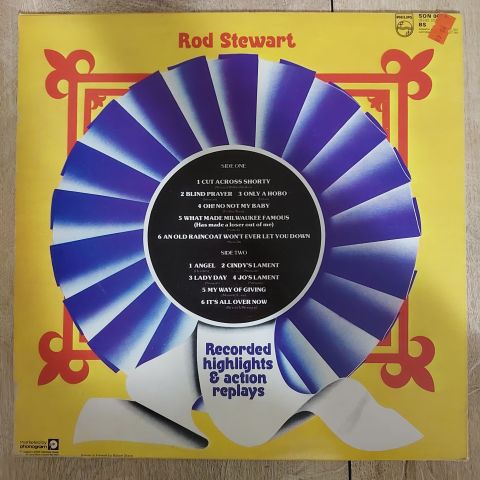 Rod Stewart
PHILIPS
SIDE ONE
1 CUT ACROSS SHORTY
2 BLIND PRAYER 3 ONLY A HOBO
4 OH! NO NOT MY BABY
5 WHAT MADE MILWAUKEE FAMOUS
(Has made a loser out of me)
6 AN OLD RAINCOAT WON'T EVER LET YOU DOWN
SIDE TWO
1 ANGEL 2 CINDY'S LAMENT
3 LADY DAY 4 JO'S LAMENT
5 MY WAY OF GIVING
6 IT'S ALL OVER NOW
Recorded
highlights
& action
replays
marketed by
phonogram